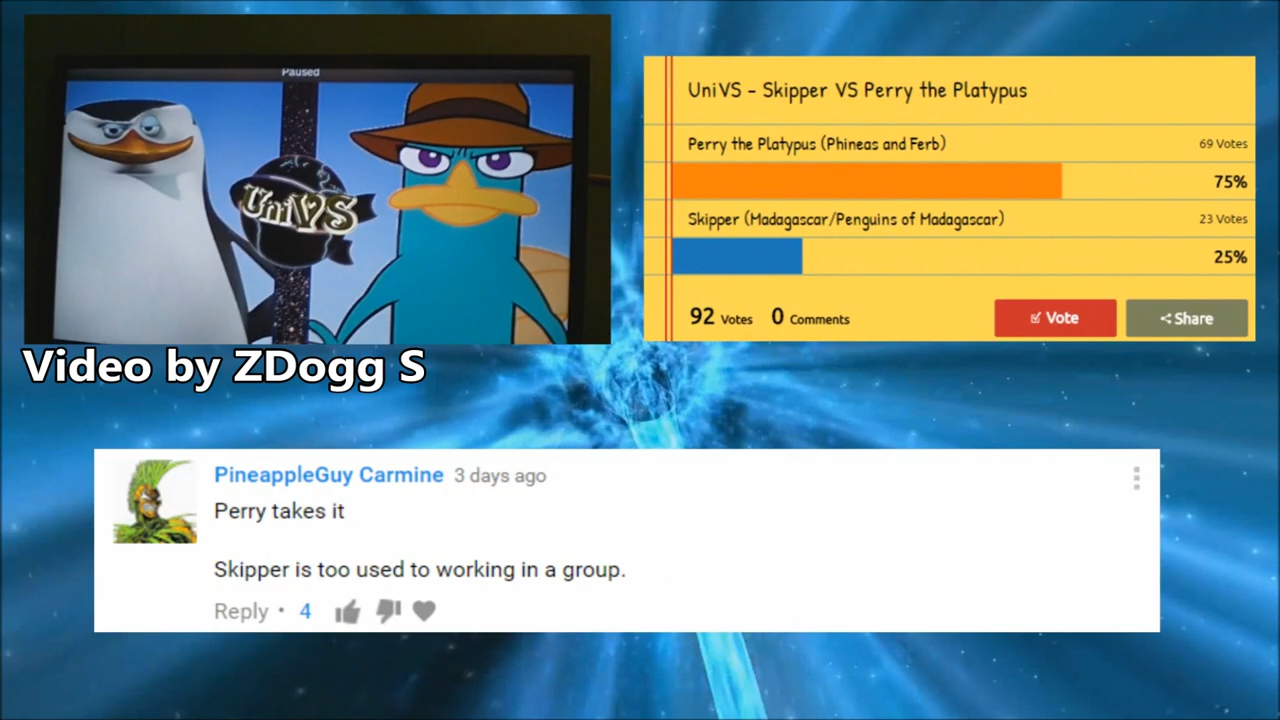 Paused
UniVS
Video by ZDogg S
UniVS - Skipper VS Perry the Platypus
Perry the Platypus (Phineas and Ferb) 69 Votes
75%
Skipper (Madagascar/Penguins of Madagascar) 23 Votes
25%
92 Votes 0 Comments Vote Share
PineappleGuy Carmine 3 days ago
Perry takes it
Skipper is too used to working in a group.
Reply • 4